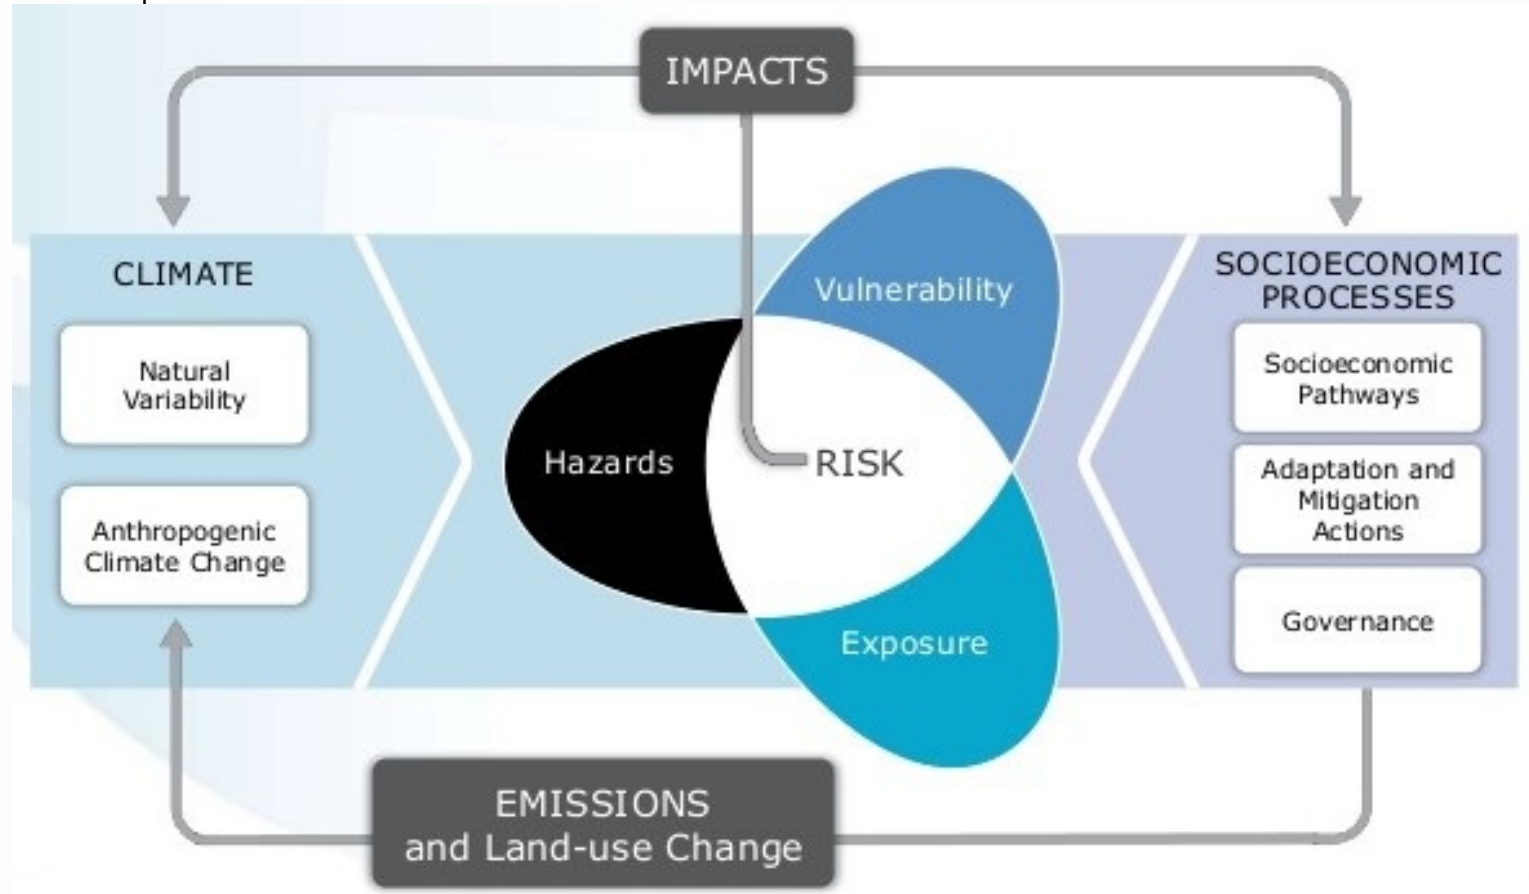 IMPACTS
CLIMATE
Natural
Variability
Anthropogenic
Climate Change
Hazards
Vulnerability
RISK
Exposure
SOCIOECONOMIC
PROCESSES
Socioeconomic
Pathways
Adaptation and
Mitigation
Actions
Governance
EMISSIONS
and Land-use Change